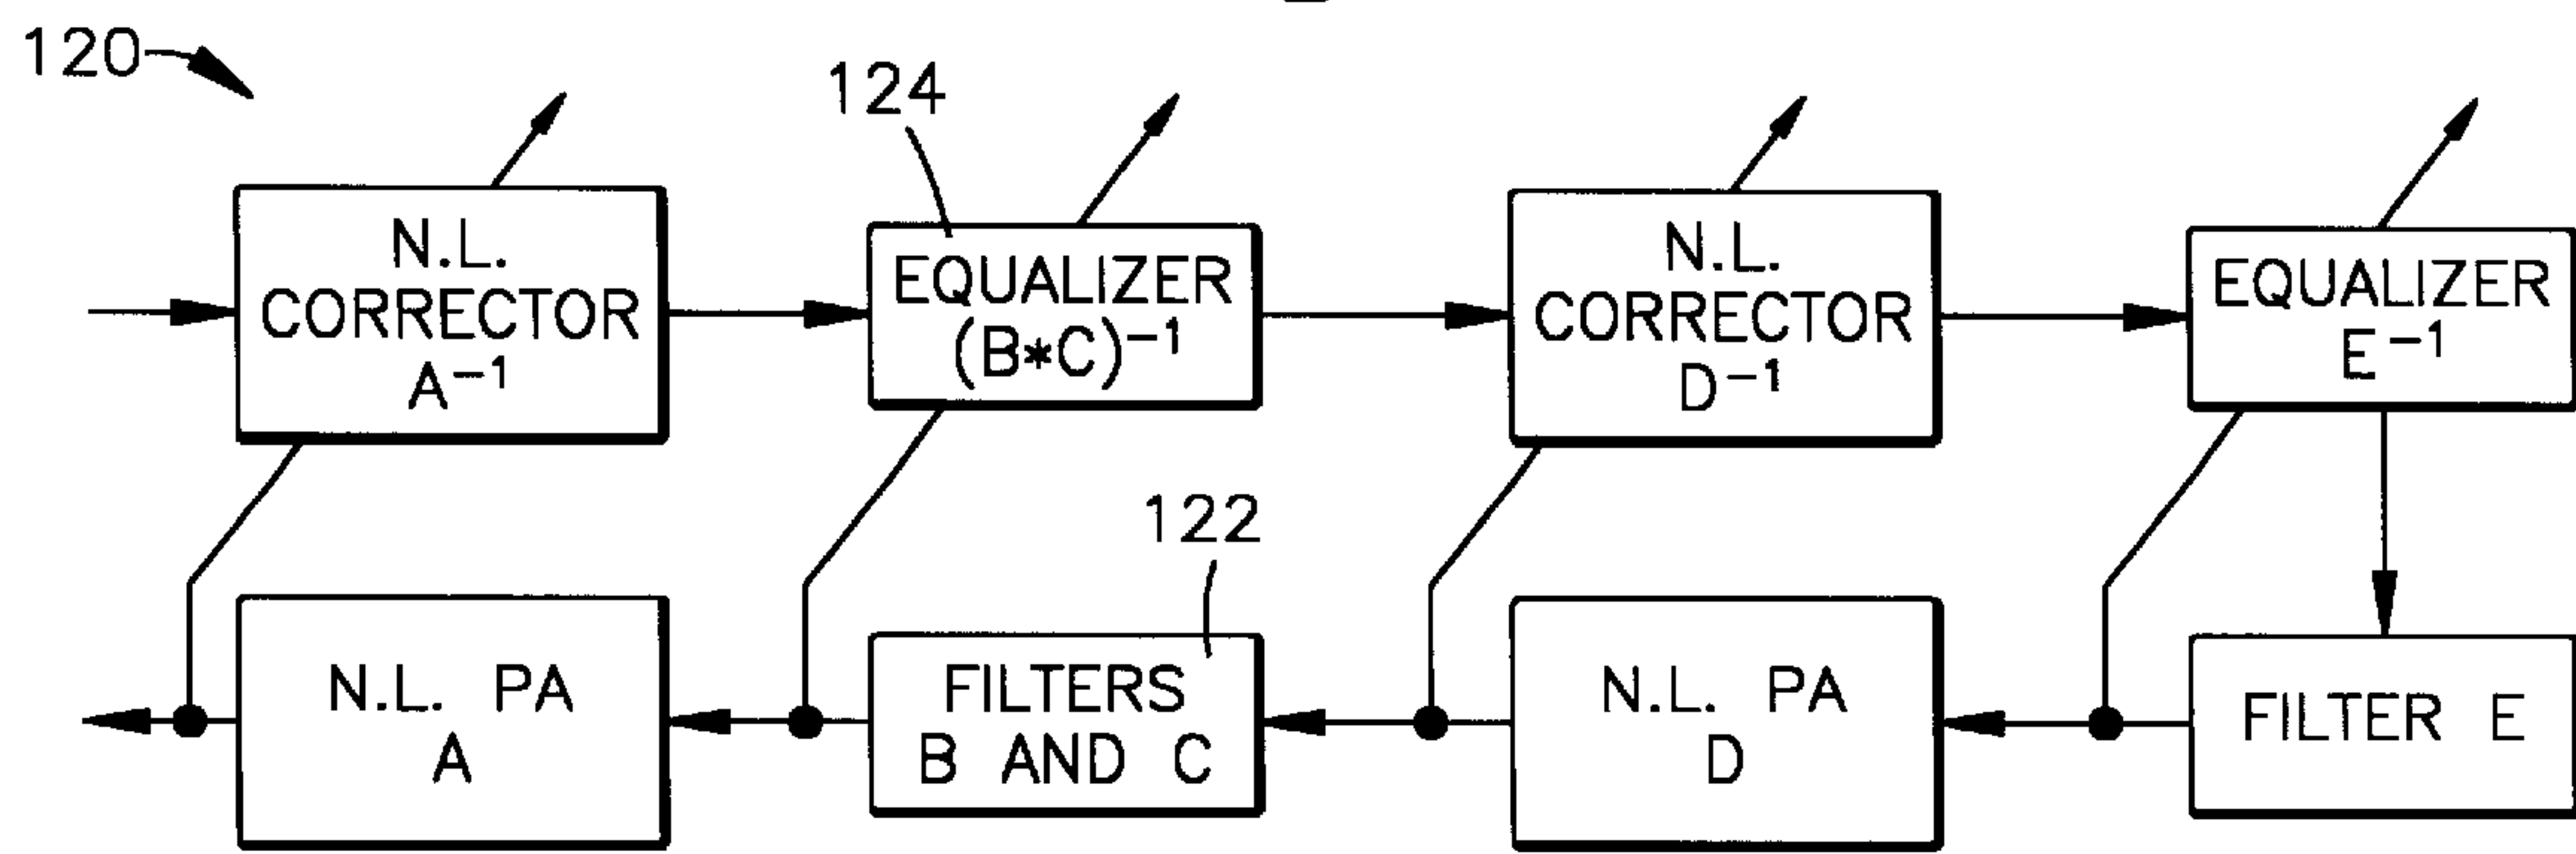 120
124
N.L.
CORRECTOR
A⁻¹
EQUALIZER
(B*C)⁻¹
N.L.
CORRECTOR
D⁻¹
EQUALIZER
E⁻¹
122
N.L. PA
A
FILTERS
B AND C
N.L. PA
D
FILTER E